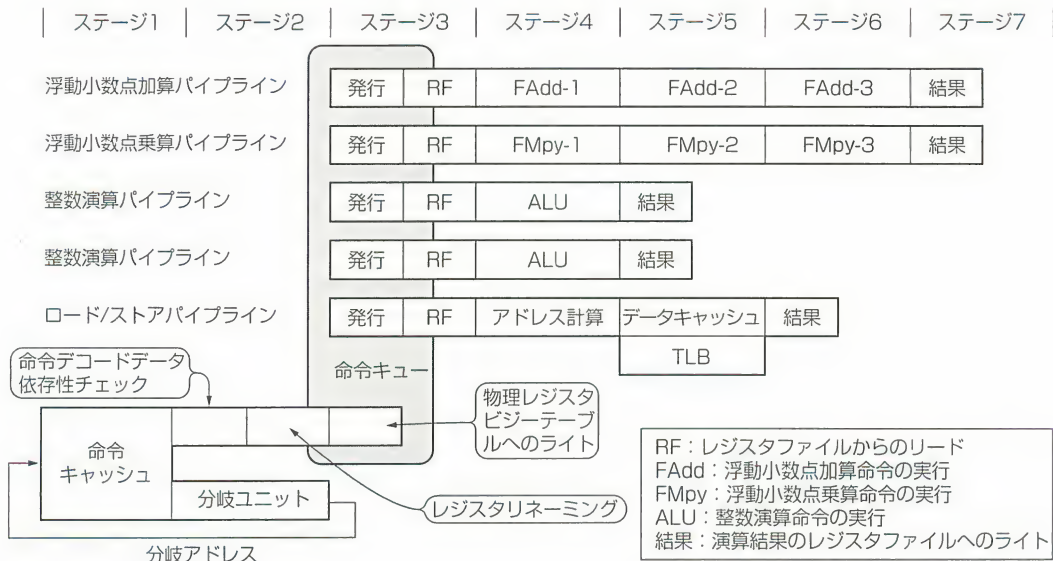 ステージ1 ステージ2 ステージ3 ステージ4 ステージ5 ステージ6 ステージ7
浮動小数点加算パイプライン 発行 RF FAdd-1 FAdd-2 FAdd-3 結果
浮動小数点乗算パイプライン 発行 RF FMpy-1 FMpy-2 FMpy-3 結果
整数演算パイプライン 発行 RF ALU 結果
整数演算パイプライン 発行 RF ALU 結果
ロード/ストアパイプライン 発行 RF アドレス計算 データキャッシュ 結果
TLB
命令キュー
命令デコードデータ
依存性チェック
物理レジスタ
ビジーテーブ
ルへのライト
命令
キャッシュ
分岐ユニット
レジスタリネーミング
分岐アドレス
RF：レジスタファイルからのリード
FAdd：浮動小数点加算命令の実行
FMpy：浮動小数点乗算命令の実行
ALU：整数演算命令の実行
結果：演算結果のレジスタファイルへのライト